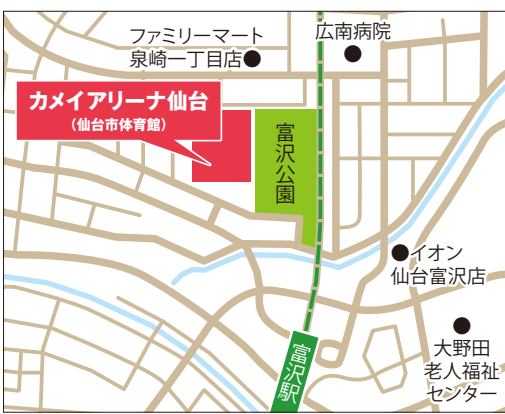 ファミリーマート
泉崎一丁目店
広南病院
カメイアリーナ仙台
(仙台市体育館)
富沢公園
イオン
仙台富沢店
大野田
老人福祉
センター
富沢駅